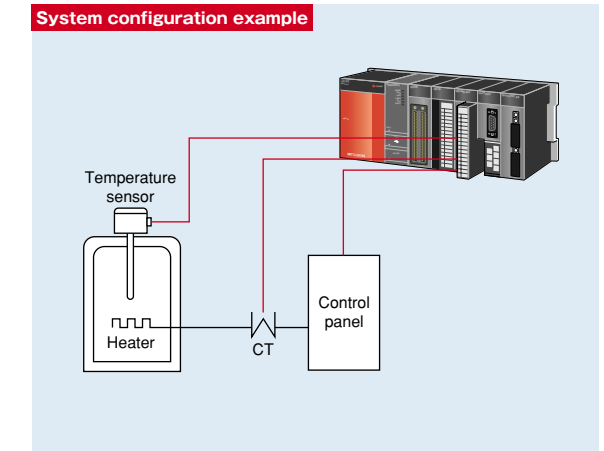 System configuration example
Temperature
sensor
Heater
CT
Control
panel